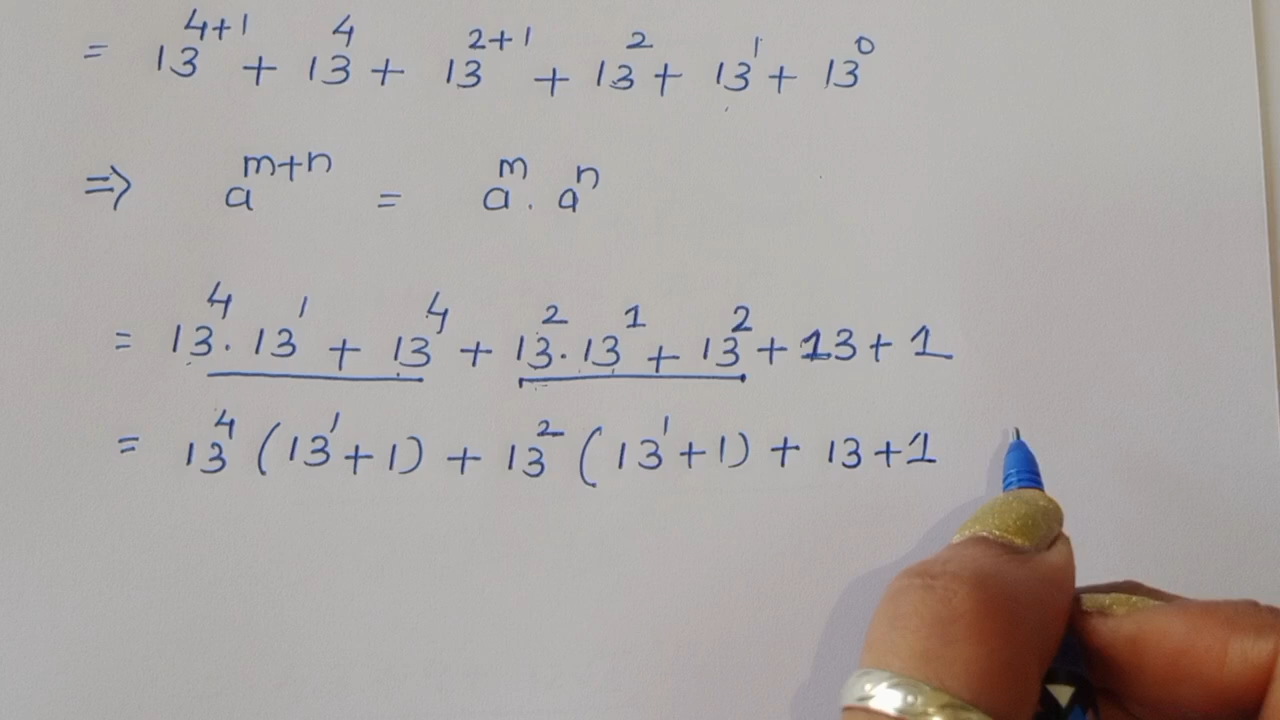 = 13^{4+1} + 13^4 + 13^{2+1} + 13^2 + 13^1 + 13^0
⇒ a^{m+n} = a^m . a^n
= 13^4 . 13^1 + 13^4 + 13^2 . 13^1 + 13^2 + 13 + 1
= 13^4 (13^1 + 1) + 13^2 (13^1 + 1) + 13 + 1